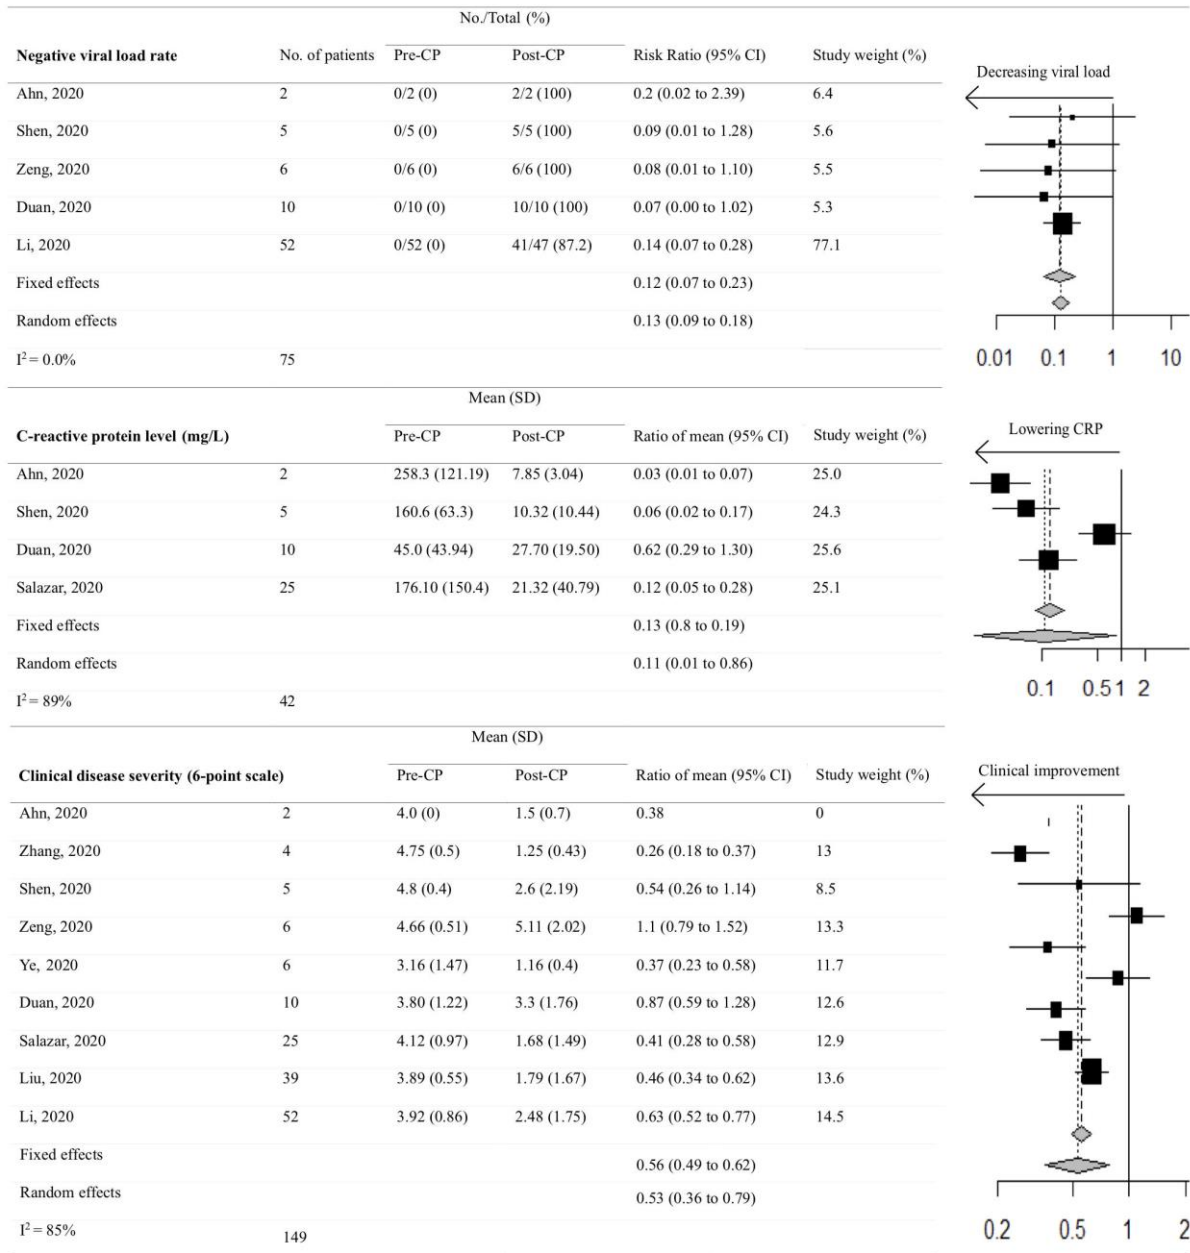 No./Total (%)
Negative viral load rate No. of patients Pre-CP Post-CP Risk Ratio (95% CI) Study weight (%)
Ahn, 2020 2 0/2 (0) 2/2 (100) 0.2 (0.02 to 2.39) 6.4
Shen, 2020 5 0/5 (0) 5/5 (100) 0.09 (0.01 to 1.28) 5.6
Zeng, 2020 6 0/6 (0) 6/6 (100) 0.08 (0.01 to 1.10) 5.5
Duan, 2020 10 0/10 (0) 10/10 (100) 0.07 (0.00 to 1.02) 5.3
Li, 2020 52 0/52 (0) 41/47 (87.2) 0.14 (0.07 to 0.28) 77.1
Fixed effects 0.12 (0.07 to 0.23)
Random effects 0.13 (0.09 to 0.18)
I² = 0.0% 75
Decreasing viral load
0.01 0.1 1 10
Mean (SD)
C-reactive protein level (mg/L) Pre-CP Post-CP Ratio of mean (95% CI) Study weight (%)
Ahn, 2020 2 258.3 (121.19) 7.85 (3.04) 0.03 (0.01 to 0.07) 25.0
Shen, 2020 5 160.6 (63.3) 10.32 (10.44) 0.06 (0.02 to 0.17) 24.3
Duan, 2020 10 45.0 (43.94) 27.70 (19.50) 0.62 (0.29 to 1.30) 25.6
Salazar, 2020 25 176.10 (150.4) 21.32 (40.79) 0.12 (0.05 to 0.28) 25.1
Fixed effects 0.13 (0.8 to 0.19)
Random effects 0.11 (0.01 to 0.86)
I² = 89% 42
Lowering CRP
0.1 0.5 1 2
Mean (SD)
Clinical disease severity (6-point scale) Pre-CP Post-CP Ratio of mean (95% CI) Study weight (%)
Ahn, 2020 2 4.0 (0) 1.5 (0.7) 0.38 0
Zhang, 2020 4 4.75 (0.5) 1.25 (0.43) 0.26 (0.18 to 0.37) 13
Shen, 2020 5 4.8 (0.4) 2.6 (2.19) 0.54 (0.26 to 1.14) 8.5
Zeng, 2020 6 4.66 (0.51) 5.11 (2.02) 1.1 (0.79 to 1.52) 13.3
Ye, 2020 6 3.16 (1.47) 1.16 (0.4) 0.37 (0.23 to 0.58) 11.7
Duan, 2020 10 3.80 (1.22) 3.3 (1.76) 0.87 (0.59 to 1.28) 12.6
Salazar, 2020 25 4.12 (0.97) 1.68 (1.49) 0.41 (0.28 to 0.58) 12.9
Liu, 2020 39 3.89 (0.55) 1.79 (1.67) 0.46 (0.34 to 0.62) 13.6
Li, 2020 52 3.92 (0.86) 2.48 (1.75) 0.63 (0.52 to 0.77) 14.5
Fixed effects 0.56 (0.49 to 0.62)
Random effects 0.53 (0.36 to 0.79)
I² = 85% 149
Clinical improvement
0.2 0.5 1 2